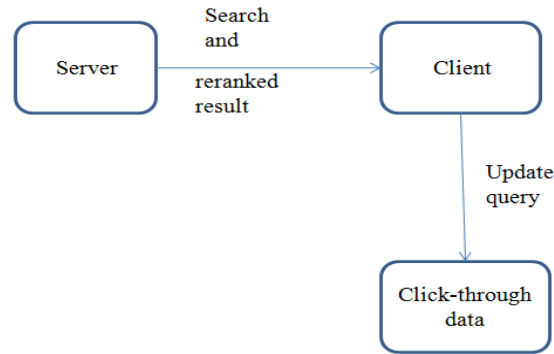 Search
and
Server
Client
reranked
result
Update
query
Click-through
data